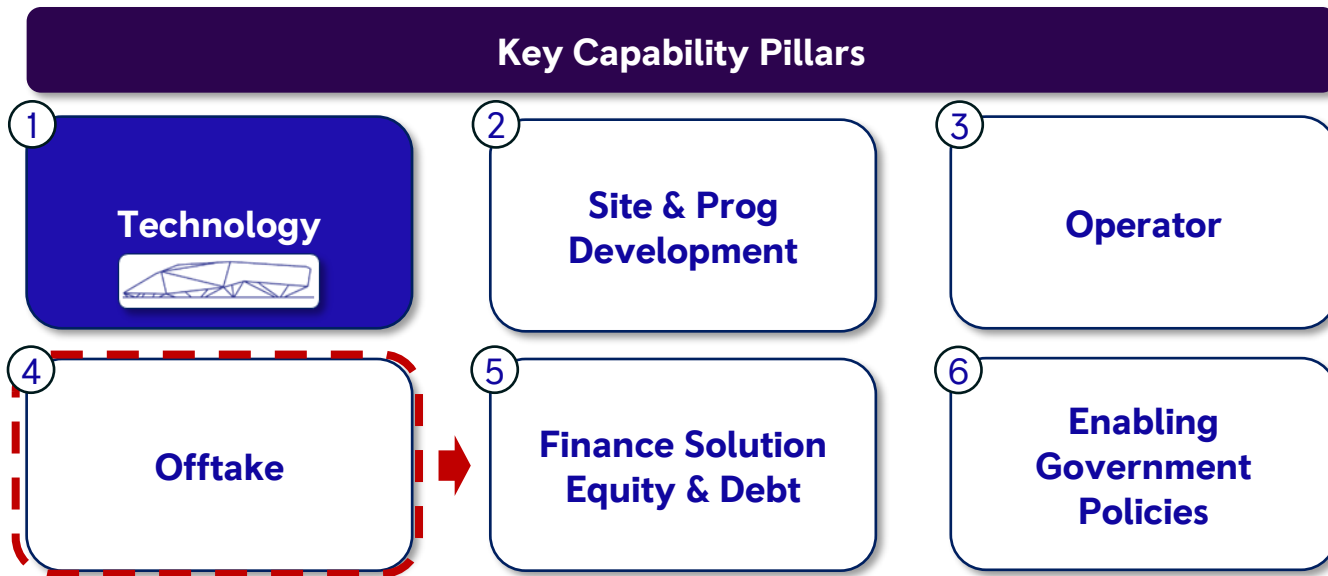 Key Capability Pillars
1
Technology
2
Site & Prog
Development
3
Operator
4
Offtake
5
Finance Solution
Equity & Debt
6
Enabling
Government
Policies